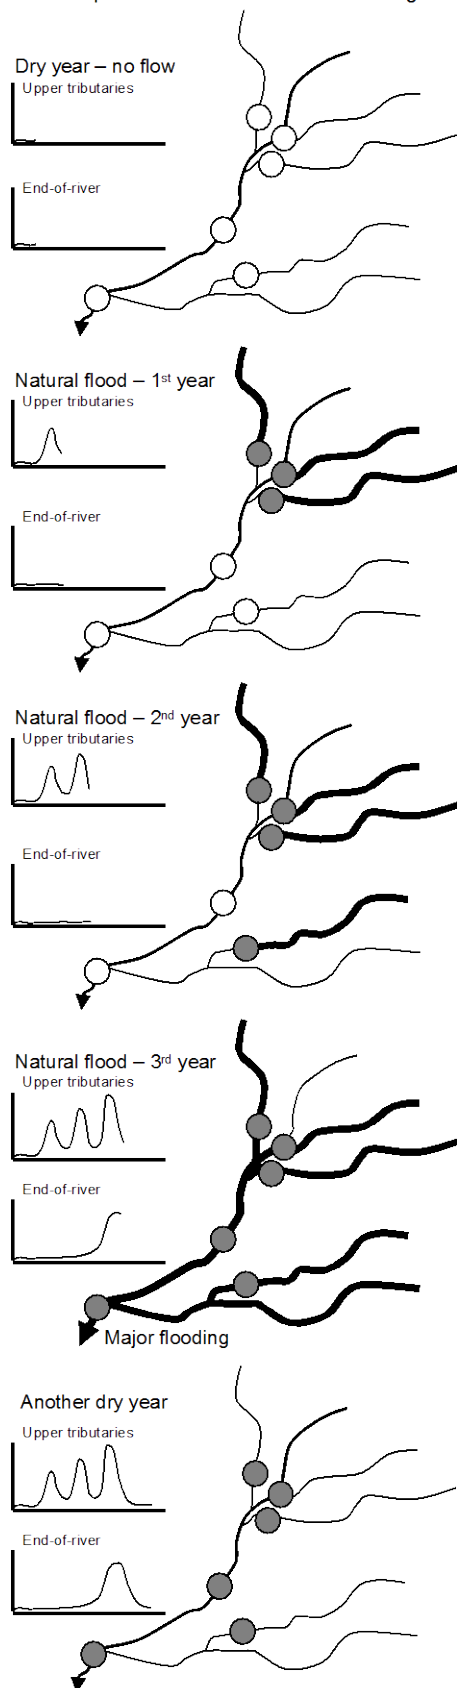 Dry year – no flow
Upper tributaries
End-of-river
Natural flood – 1st year
Upper tributaries
End-of-river
Natural flood – 2nd year
Upper tributaries
End-of-river
Natural flood – 3rd year
Upper tributaries
End-of-river
Major flooding
Another dry year
Upper tributaries
End-of-river